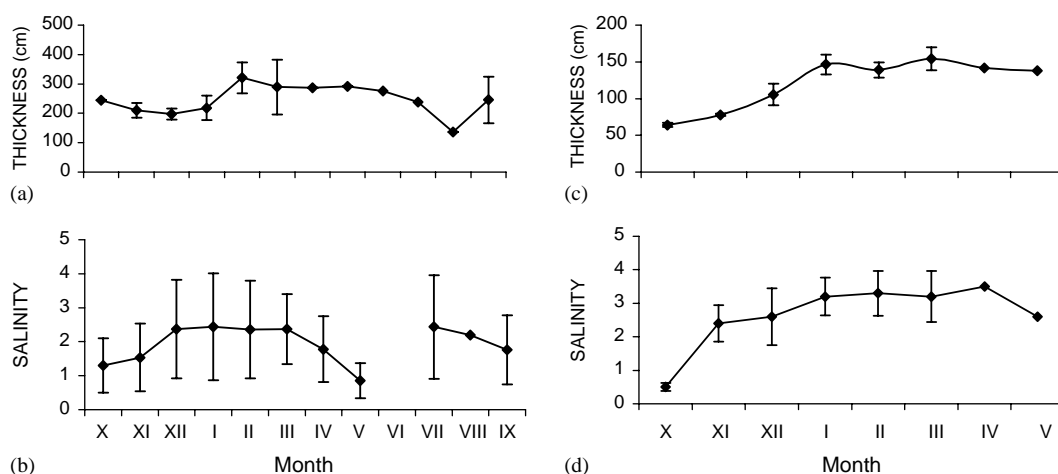 THICKNESS (cm)
500
400
300
200
100
0
(a)
THICKNESS (cm)
200
150
100
50
0
(c)
SALINITY
5
4
3
2
1
0
X XI XII I II III IV V VI VII VIII IX
Month
(b)
SALINITY
5
4
3
2
1
0
X XI XII I II III IV V
Month
(d)